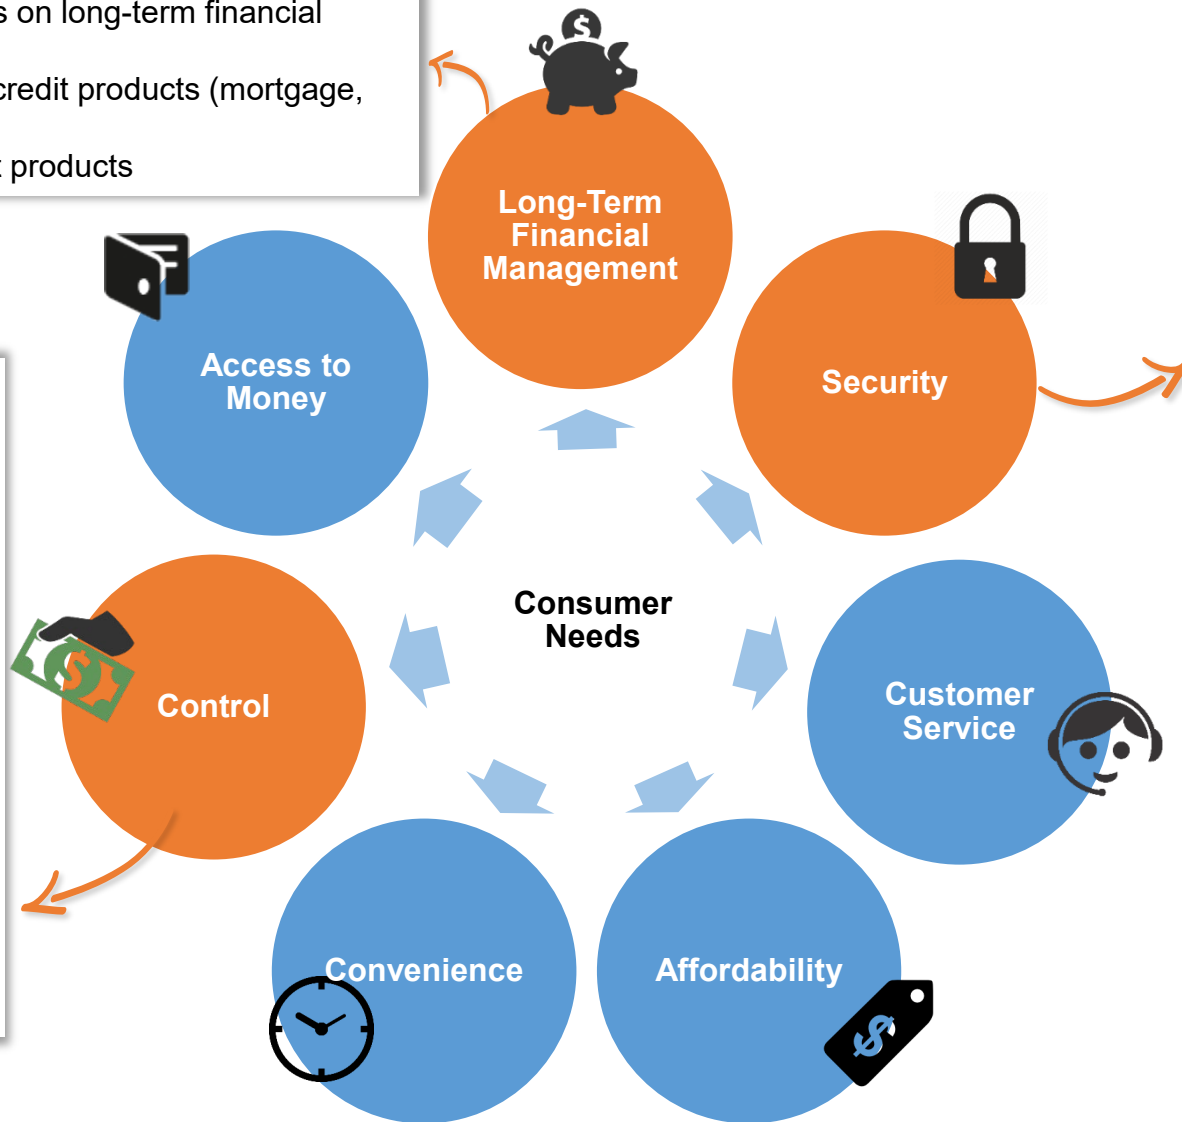 s on long-term financial
credit products (mortgage,
products
Long-Term
Financial
Management
Access to
Money
Security
Consumer
Needs
Control
Customer
Service
Convenience
Affordability
$
$
$